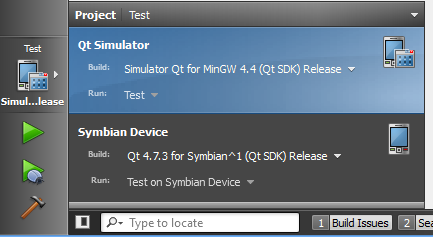 Project Test
Test
Qt Simulator
Build: Simulator Qt for MinGW 4.4 (Qt SDK) Release
Simul...lease
Run: Test
Symbian Device
Build: Qt 4.7.3 for Symbian^1 (Qt SDK) Release
Run: Test on Symbian Device
Type to locate
1 Build Issues 2 Sea